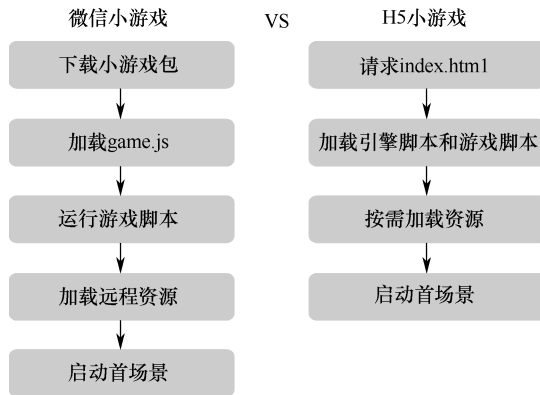 微信小游戏
VS
H5小游戏
下载小游戏包
请求index.htm1
加载game.js
加载引擎脚本和游戏脚本
运行游戏脚本
按需加载资源
加载远程资源
启动首场景
启动首场景